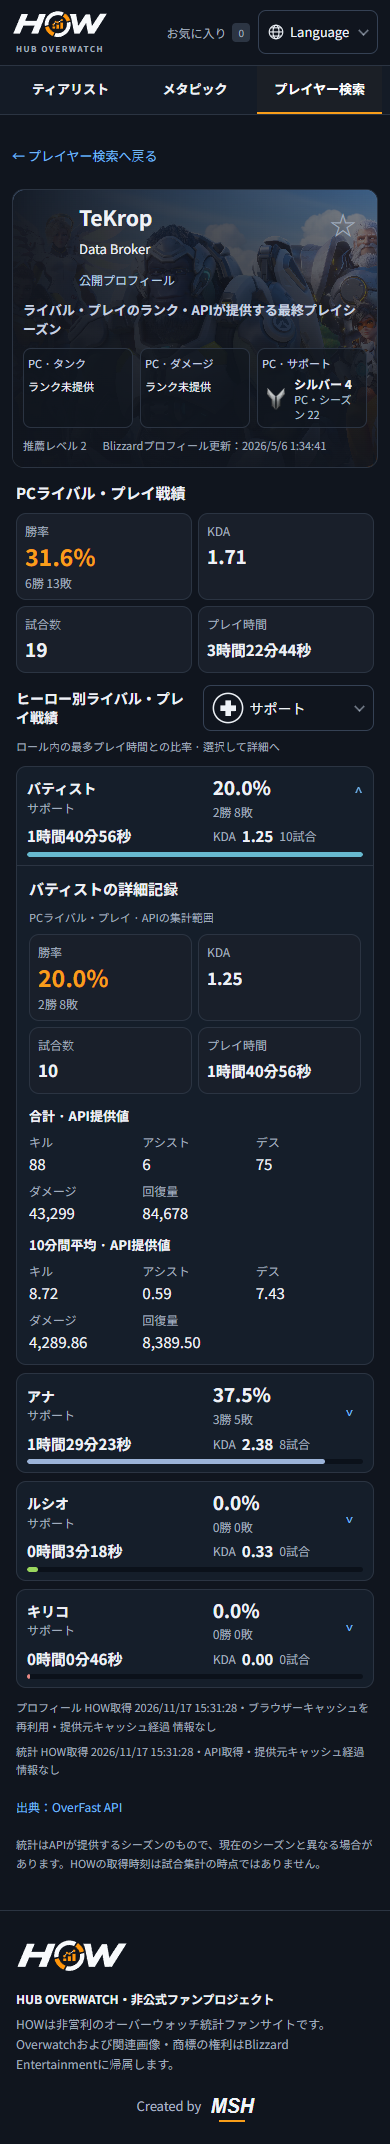 HOW
HUB OVERWATCH
お気に入り 0
Language
ティアリスト メタピック プレイヤー検索
← プレイヤー検索へ戻る
TeKrop
Data Broker
公開プロフィール
ライバル・プレイのランク・APIが提供する最終プレイシ
ーズン
PC · タンク
ランク未提供
PC · ダメージ
ランク未提供
PC · サポート
シルバー 4
PC・シーズ
ン 22
推薦レベル 2 Blizzardプロフィール更新：2026/5/6 1:34:41
PCライバル・プレイ戦績
勝率
31.6%
6勝 13敗
KDA
1.71
試合数
19
プレイ時間
3時間22分44秒
ヒーロー別ライバル・プレ
イ戦績
サポート
ロール内の最多プレイ時間との比率 · 選択して詳細へ
バティスト
サポート
1時間40分56秒
20.0%
2勝 8敗
KDA 1.25 10試合
バティストの詳細記録
PCライバル・プレイ · APIの集計範囲
勝率
20.0%
2勝 8敗
KDA
1.25
試合数
10
プレイ時間
1時間40分56秒
合計 · API提供値
キル アシスト デス
88 6 75
ダメージ 回復量
43,299 84,678
10分間平均 · API提供値
キル アシスト デス
8.72 0.59 7.43
ダメージ 回復量
4,289.86 8,389.50
アナ
サポート
1時間29分23秒
37.5%
3勝 5敗
KDA 2.38 8試合
ルシオ
サポート
0時間3分18秒
0.0%
0勝 0敗
KDA 0.33 0試合
キリコ
サポート
0時間0分46秒
0.0%
0勝 0敗
KDA 0.00 0試合
プロフィール HOW取得 2026/11/17 15:31:28・ブラウザーキャッシュを
再利用・提供元キャッシュ経過 情報なし
統計 HOW取得 2026/11/17 15:31:28・API取得・提供元キャッシュ経過
情報なし
出典：OverFast API
統計はAPIが提供するシーズンのもので、現在のシーズンと異なる場合が
あります。HOWの取得時刻は試合集計の時点ではありません。
HOW
HUB OVERWATCH・非公式ファンプロジェクト
HOWは非営利のオーバーウォッチ統計ファンサイトです。
Overwatchおよび関連画像・商標の権利はBlizzard
Entertainmentに帰属します。
Created by MSH